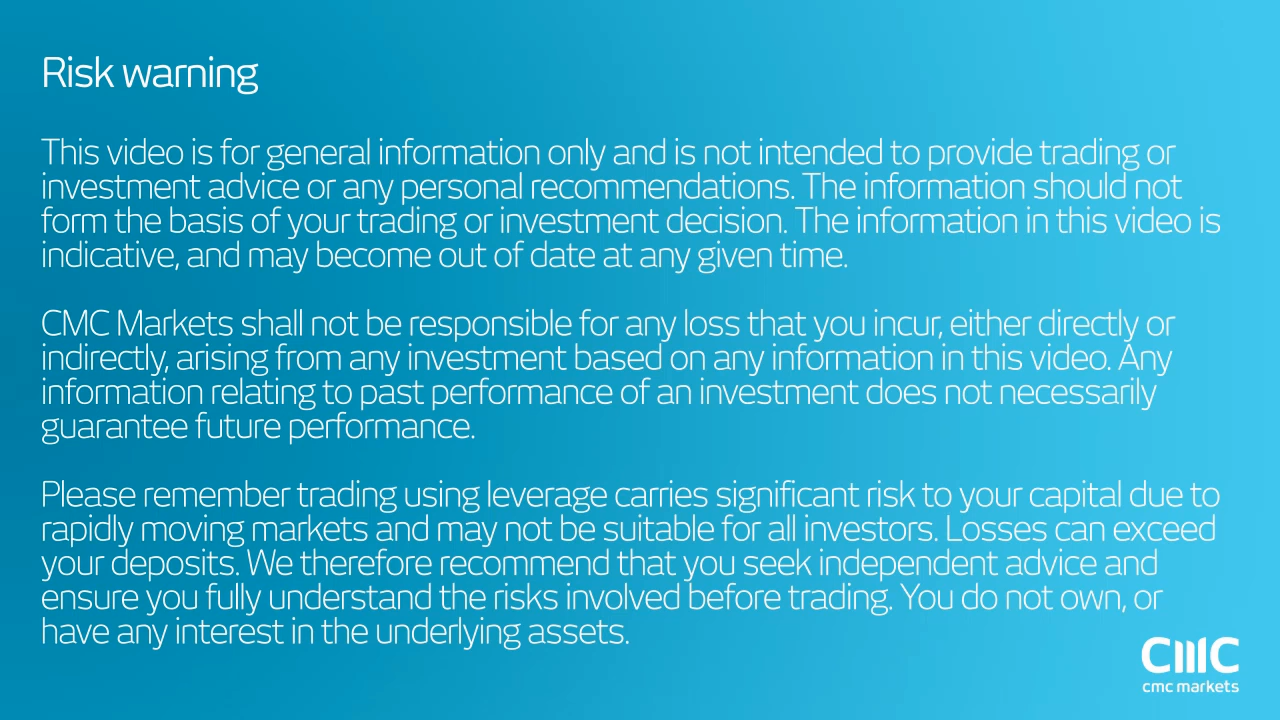 Risk warning
This video is for general information only and is not intended to provide trading or
investment advice or any personal recommendations. The information should not
form the basis of your trading or investment decision. The information in this video is
indicative, and may become out of date at any given time.
CMC Markets shall not be responsible for any loss that you incur, either directly or
indirectly, arising from any investment based on any information in this video. Any
information relating to past performance of an investment does not necessarily
guarantee future performance.
Please remember trading using leverage carries significant risk to your capital due to
rapidly moving markets and may not be suitable for all investors. Losses can exceed
your deposits. We therefore recommend that you seek independent advice and
ensure you fully understand the risks involved before trading. You do not own, or
have any interest in the underlying assets.
CMC
cmc markets